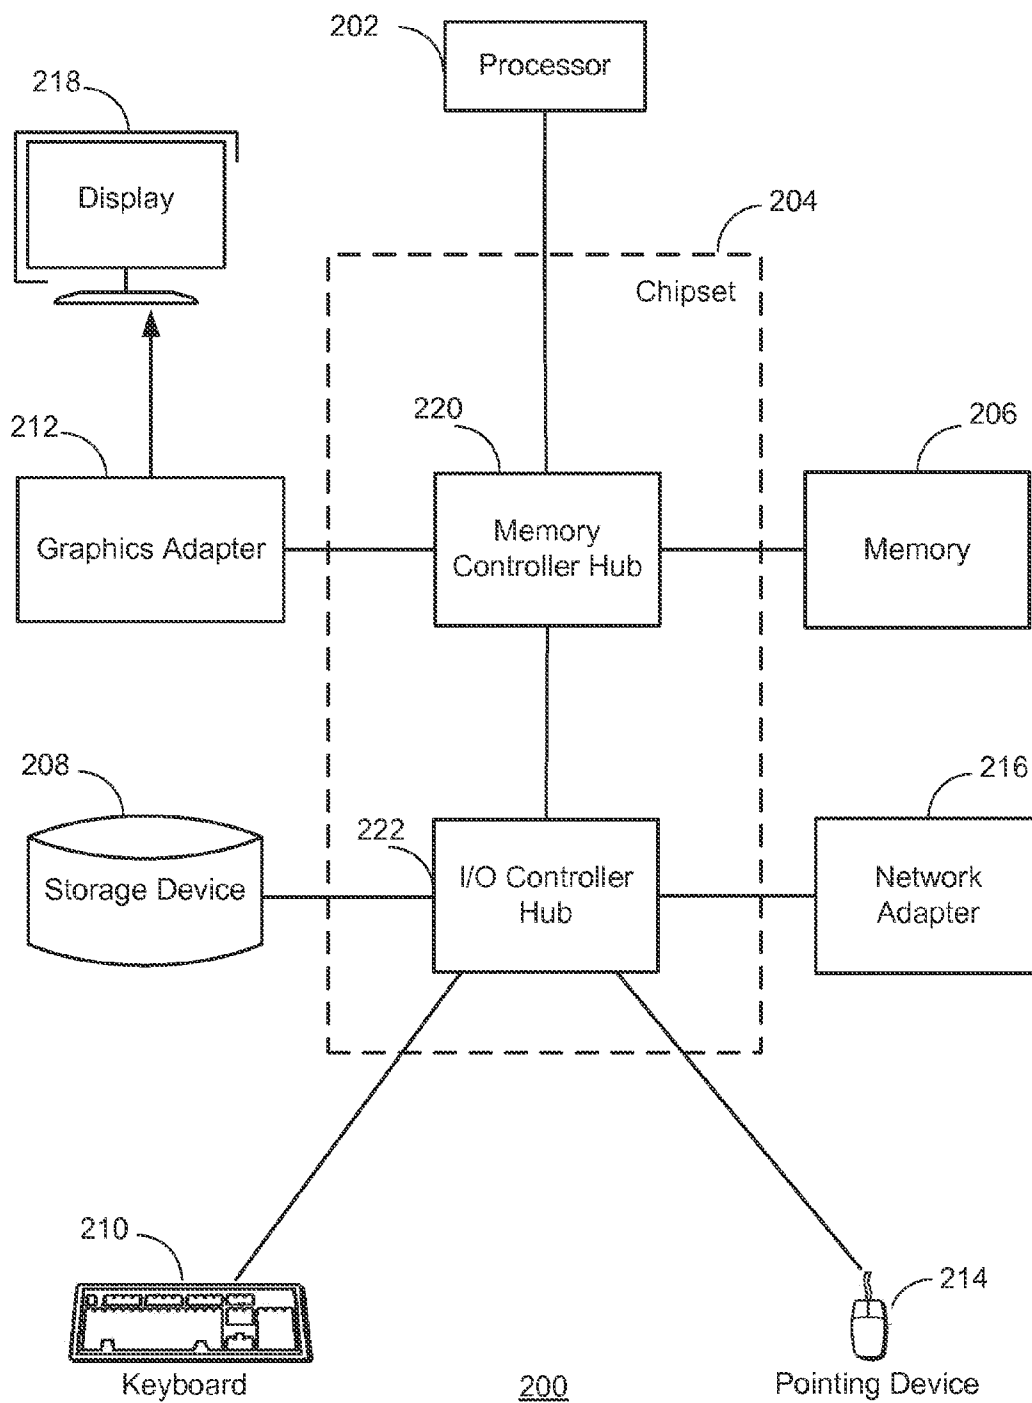 202
Processor
218
Display
204
Chipset
220
206
212
Graphics Adapter
Memory
Controller Hub
Memory
208
216
222
Storage Device
I/O Controller
Hub
Network
Adapter
210
214
Keyboard
200
Pointing Device